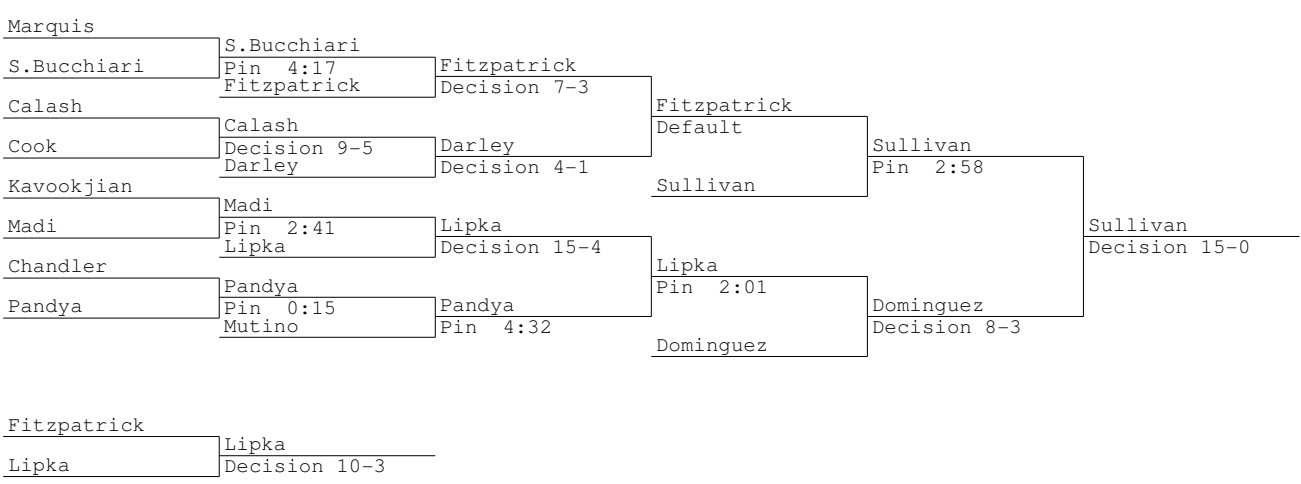 Marquis
S.Bucchiari
S.Bucchiari
Pin 4:17
Fitzpatrick
Fitzpatrick
Decision 7-3
Calash
Fitzpatrick
Default
Calash
Cook
Decision 9-5
Darley
Darley
Decision 4-1
Sullivan
Pin 2:58
Kavookjian
Sullivan
Madi
Madi
Pin 2:41
Lipka
Lipka
Decision 15-4
Sullivan
Decision 15-0
Chandler
Lipka
Pin 2:01
Pandya
Pandya
Pin 0:15
Mutino
Pandya
Pin 4:32
Dominguez
Decision 8-3
Dominguez
Fitzpatrick
Lipka
Lipka
Decision 10-3